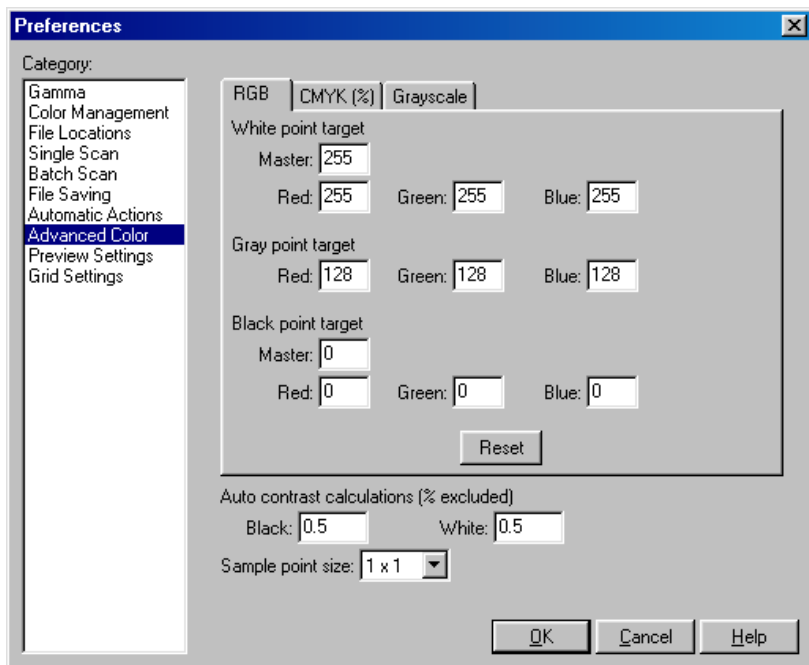 Preferences
Category:
Gamma
Color Management
File Locations
Single Scan
Batch Scan
File Saving
Automatic Actions
Advanced Color
Preview Settings
Grid Settings
RGB CMYK (%) Grayscale
White point target
Master: 255
Red: 255 Green: 255 Blue: 255
Gray point target
Red: 128 Green: 128 Blue: 128
Black point target
Master: 0
Red: 0 Green: 0 Blue: 0
Reset
Auto contrast calculations (% excluded)
Black: 0.5 White: 0.5
Sample point size: 1 x 1
OK Cancel Help